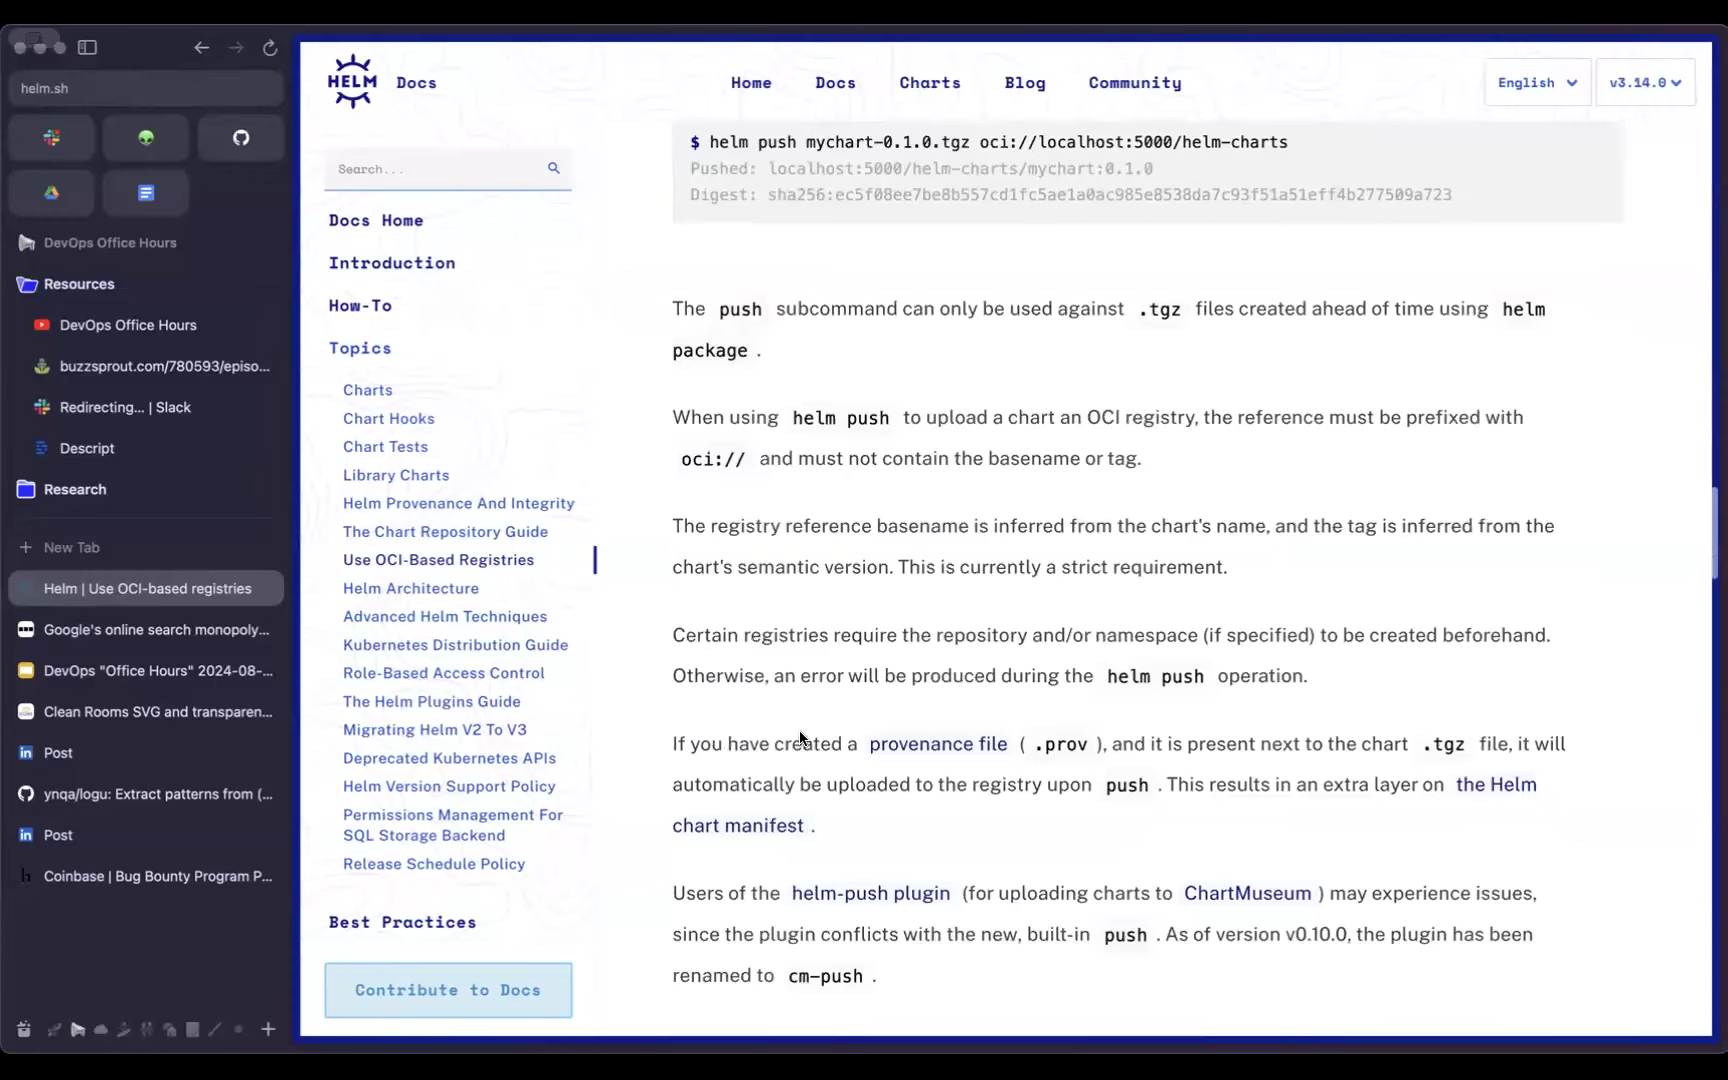 helm.sh
DevOps Office Hours
Resources
DevOps Office Hours
buzzsprout.com/780593/episo...
Redirecting... | Slack
Descript
Research
New Tab
Helm | Use OCI-based registries
Google's online search monopoly...
DevOps "Office Hours" 2024-08-...
Clean Rooms SVG and transparen...
Post
ynqa/logu: Extract patterns from (...
Post
Coinbase | Bug Bounty Program P...
HELM Docs
Home Docs Charts Blog Community
English v3.14.0
Search...
Docs Home
Introduction
How-To
Topics
Charts
Chart Hooks
Chart Tests
Library Charts
Helm Provenance And Integrity
The Chart Repository Guide
Use OCI-Based Registries
Helm Architecture
Advanced Helm Techniques
Kubernetes Distribution Guide
Role-Based Access Control
The Helm Plugins Guide
Migrating Helm V2 To V3
Deprecated Kubernetes APIs
Helm Version Support Policy
Permissions Management For
SQL Storage Backend
Release Schedule Policy
Best Practices
Contribute to Docs
$ helm push mychart-0.1.0.tgz oci://localhost:5000/helm-charts
Pushed: localhost:5000/helm-charts/mychart:0.1.0
Digest: sha256:ec5f08ee7be8b557cd1fc5ae1a0ac985e8538da7c93f51a51eff4b277509a723
The push subcommand can only be used against .tgz files created ahead of time using helm
package .
When using helm push to upload a chart an OCI registry, the reference must be prefixed with
oci:// and must not contain the basename or tag.
The registry reference basename is inferred from the chart's name, and the tag is inferred from the
chart's semantic version. This is currently a strict requirement.
Certain registries require the repository and/or namespace (if specified) to be created beforehand.
Otherwise, an error will be produced during the helm push operation.
If you have created a provenance file ( .prov ), and it is present next to the chart .tgz file, it will
automatically be uploaded to the registry upon push . This results in an extra layer on the Helm
chart manifest .
Users of the helm-push plugin (for uploading charts to ChartMuseum ) may experience issues,
since the plugin conflicts with the new, built-in push . As of version v0.10.0, the plugin has been
renamed to cm-push .